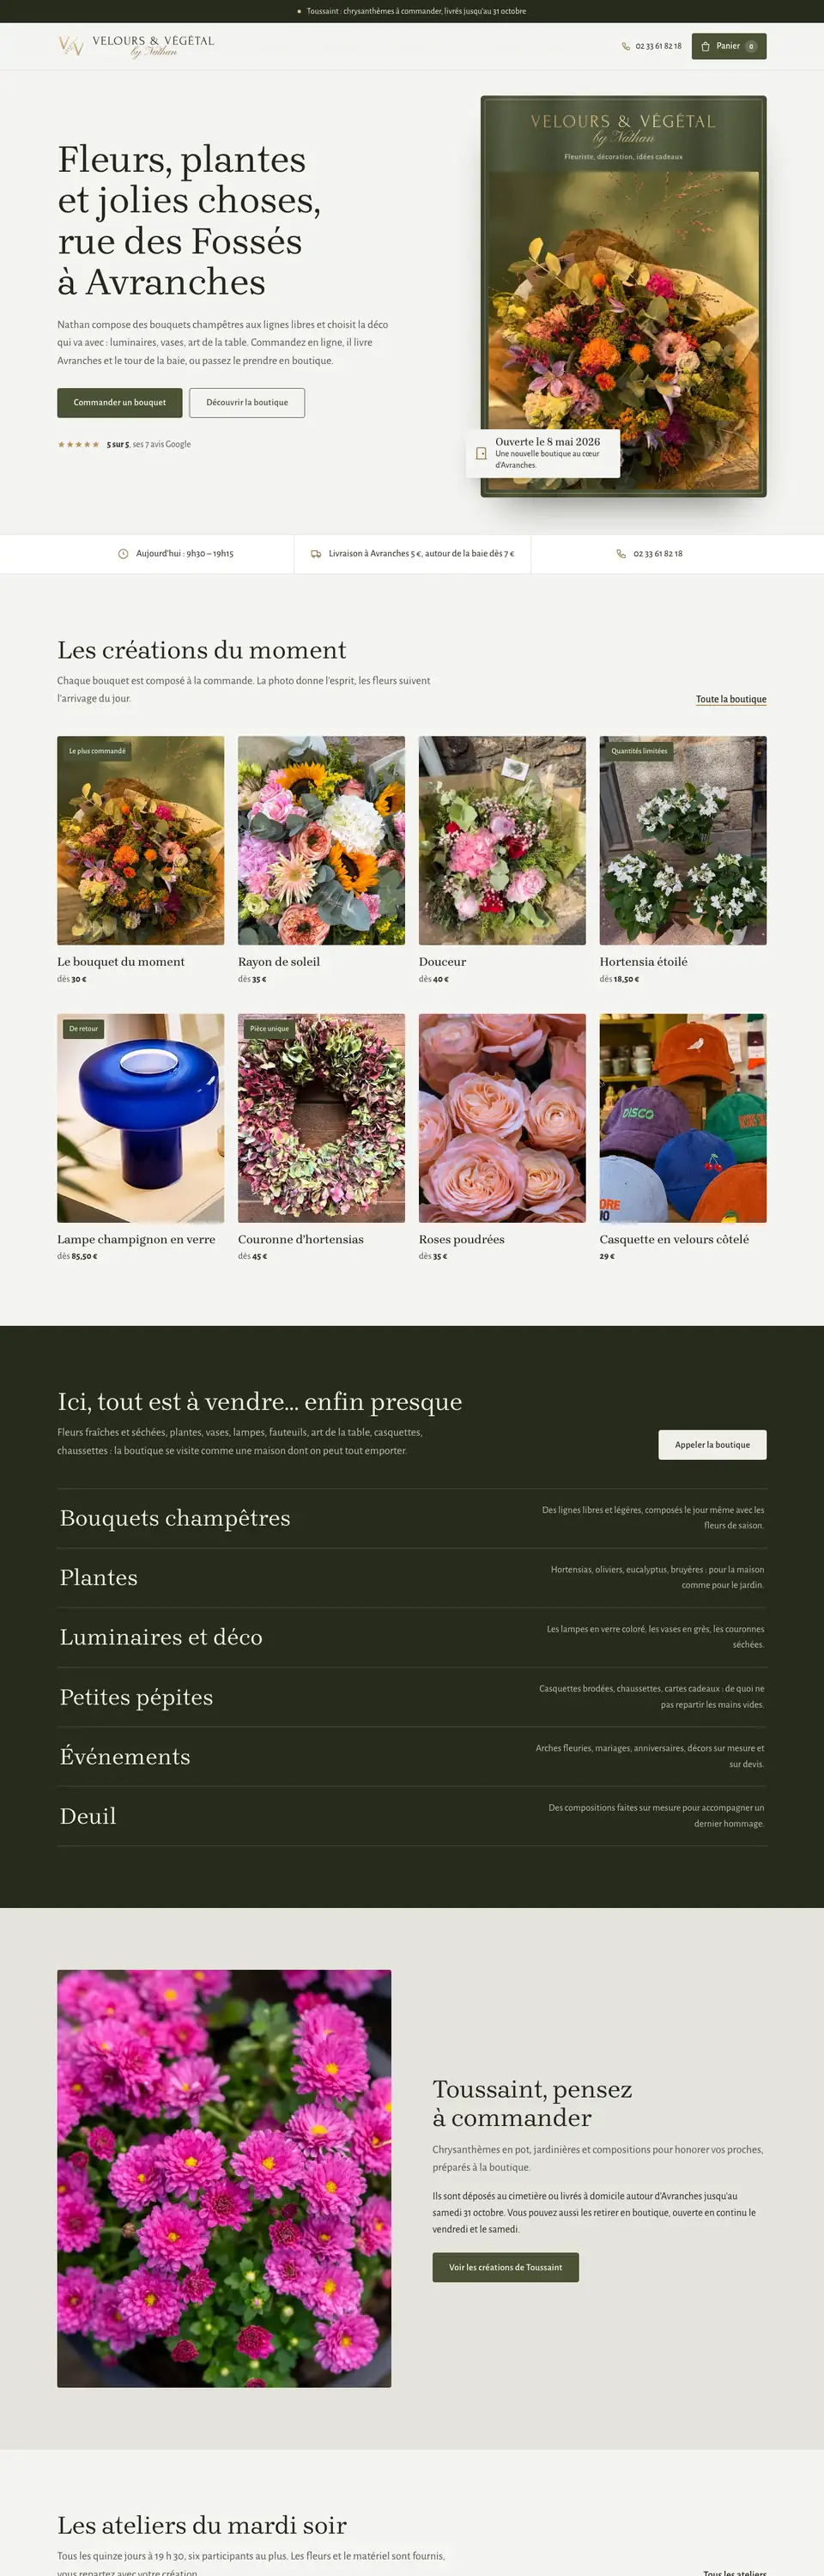 Toussaint : chrysanthèmes à commander, livrés jusqu'au 31 octobre
VV
VELOURS & VÉGÉTAL
by Nathan
02 33 61 82 18
Panier 0
Fleurs, plantes
et jolies choses,
rue des Fossés
à Avranches
Nathan compose des bouquets champêtres aux lignes libres et choisit la déco
qui va avec : luminaires, vases, art de la table. Commandez en ligne, il livre
Avranches et le tour de la baie, ou passez le prendre en boutique.
Commander un bouquet
Découvrir la boutique
5 sur 5, ses 7 avis Google
VELOURS & VÉGÉTAL
by Nathan
Fleuriste, décoration, idées cadeaux
Ouverte le 8 mai 2026
Une nouvelle boutique au cœur
d'Avranches.
Aujourd'hui : 9h30 – 19h15
Livraison à Avranches 5 €, autour de la baie dès 7 €
02 33 61 82 18
Les créations du moment
Chaque bouquet est composé à la commande. La photo donne l'esprit, les fleurs suivent
l'arrivage du jour.
Toute la boutique
Le plus commandé
Quantités limitées
Le bouquet du moment
dès 30 €
Rayon de soleil
dès 35 €
Douceur
dès 40 €
Hortensia étoilé
dès 18,50 €
De retour
Pièce unique
DISCO
Lampe champignon en verre
dès 85,50 €
Couronne d'hortensias
dès 45 €
Roses poudrées
dès 35 €
Casquette en velours côtelé
29 €
Ici, tout est à vendre... enfin presque
Fleurs fraîches et séchées, plantes, vases, lampes, fauteuils, art de la table, casquettes,
chaussettes : la boutique se visite comme une maison dont on peut tout emporter.
Appeler la boutique
Bouquets champêtres
Des lignes libres et légères, composés le jour même avec les
fleurs de saison.
Plantes
Hortensias, oliviers, eucalyptus, bruyères : pour la maison
comme pour le jardin.
Luminaires et déco
Les lampes en verre coloré, les vases en grès, les couronnes
séchées.
Petites pépites
Casquettes brodées, chaussettes, cartes cadeaux : de quoi ne
pas repartir les mains vides.
Événements
Arches fleuries, mariages, anniversaires, décors sur mesure et
sur devis.
Deuil
Des compositions faites sur mesure pour accompagner un
dernier hommage.
Toussaint, pensez
à commander
Chrysanthèmes en pot, jardinières et compositions pour honorer vos proches,
préparés à la boutique.
Ils sont déposés au cimetière ou livrés à domicile autour d'Avranches jusqu'au
samedi 31 octobre. Vous pouvez aussi les retirer en boutique, ouverte en continu le
vendredi et le samedi.
Voir les créations de Toussaint
Les ateliers du mardi soir
Tous les quinze jours à 19 h 30, six participants au plus. Les fleurs et le matériel sont fournis,
vous repartez avec votre création.
Tous les ateliers